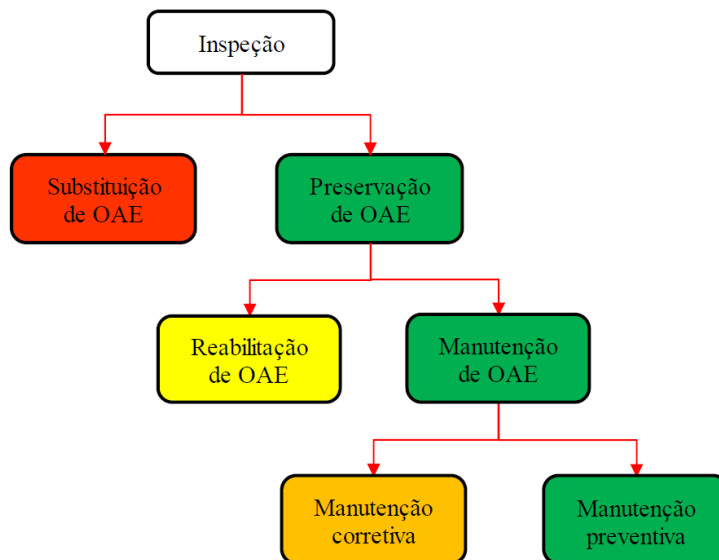 Inspeção
Substituição
de OAE
Preservação
de OAE
Reabilitação
de OAE
Manutenção
de OAE
Manutenção
corretiva
Manutenção
preventiva